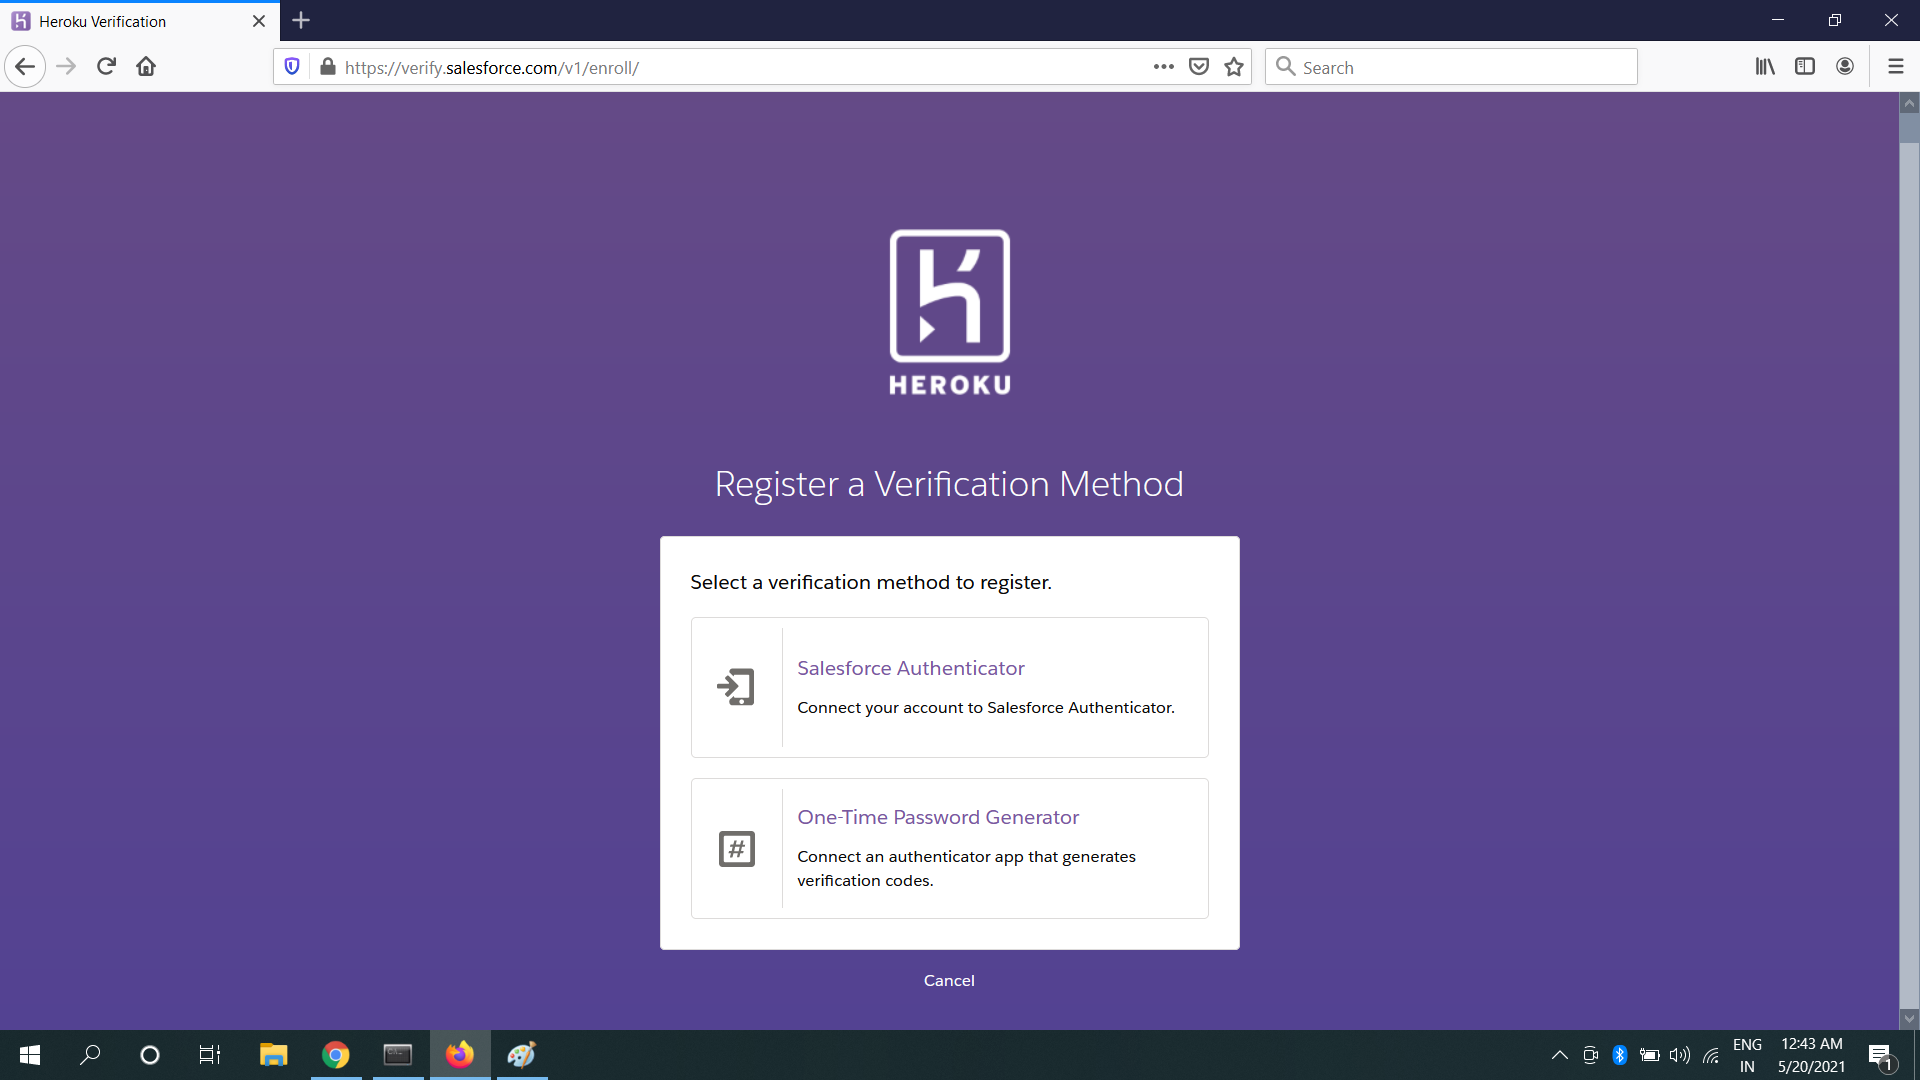 Heroku Verification
https://verify.salesforce.com/v1/enroll/
Search
HEROKU
Register a Verification Method
Select a verification method to register.
Salesforce Authenticator
Connect your account to Salesforce Authenticator.
#
One-Time Password Generator
Connect an authenticator app that generates
verification codes.
Cancel
ENG
IN
12:43 AM
5/20/2021
1